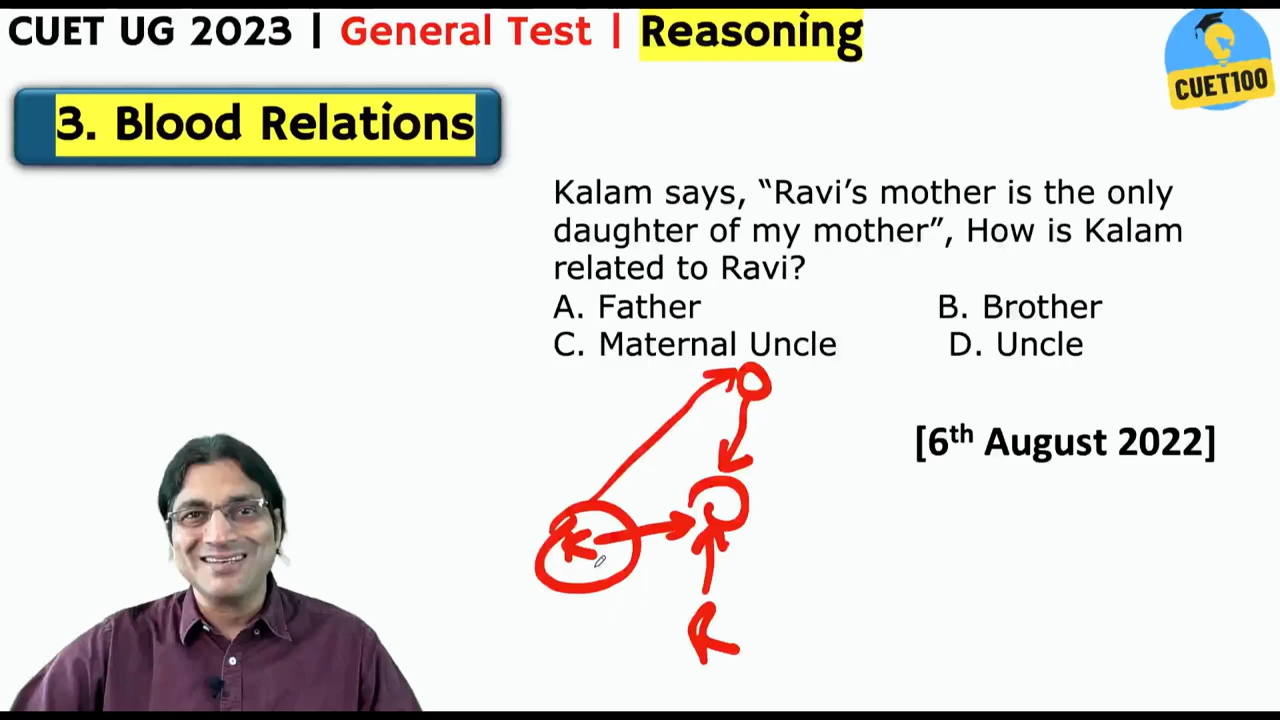 CUET UG 2023 | General Test | Reasoning
CUET100
3. Blood Relations
Kalam says, “Ravi’s mother is the only
daughter of my mother”, How is Kalam
related to Ravi?
A. Father B. Brother
C. Maternal Uncle D. Uncle
[6th August 2022]
K
R